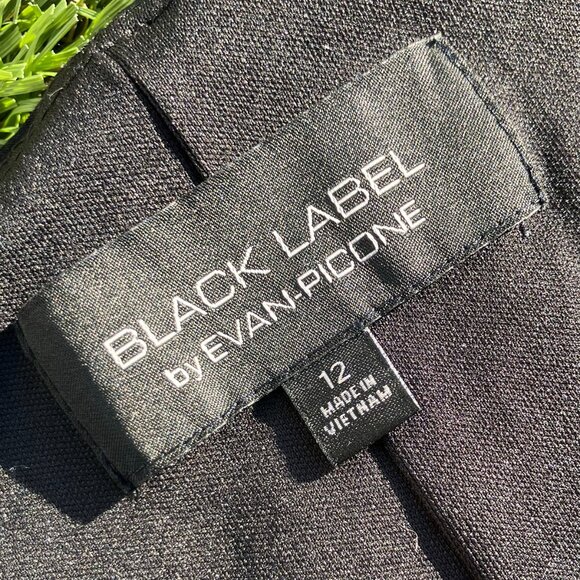 BLACK LABEL
by EVAN-PICONE
12
MADE IN
VIETNAM